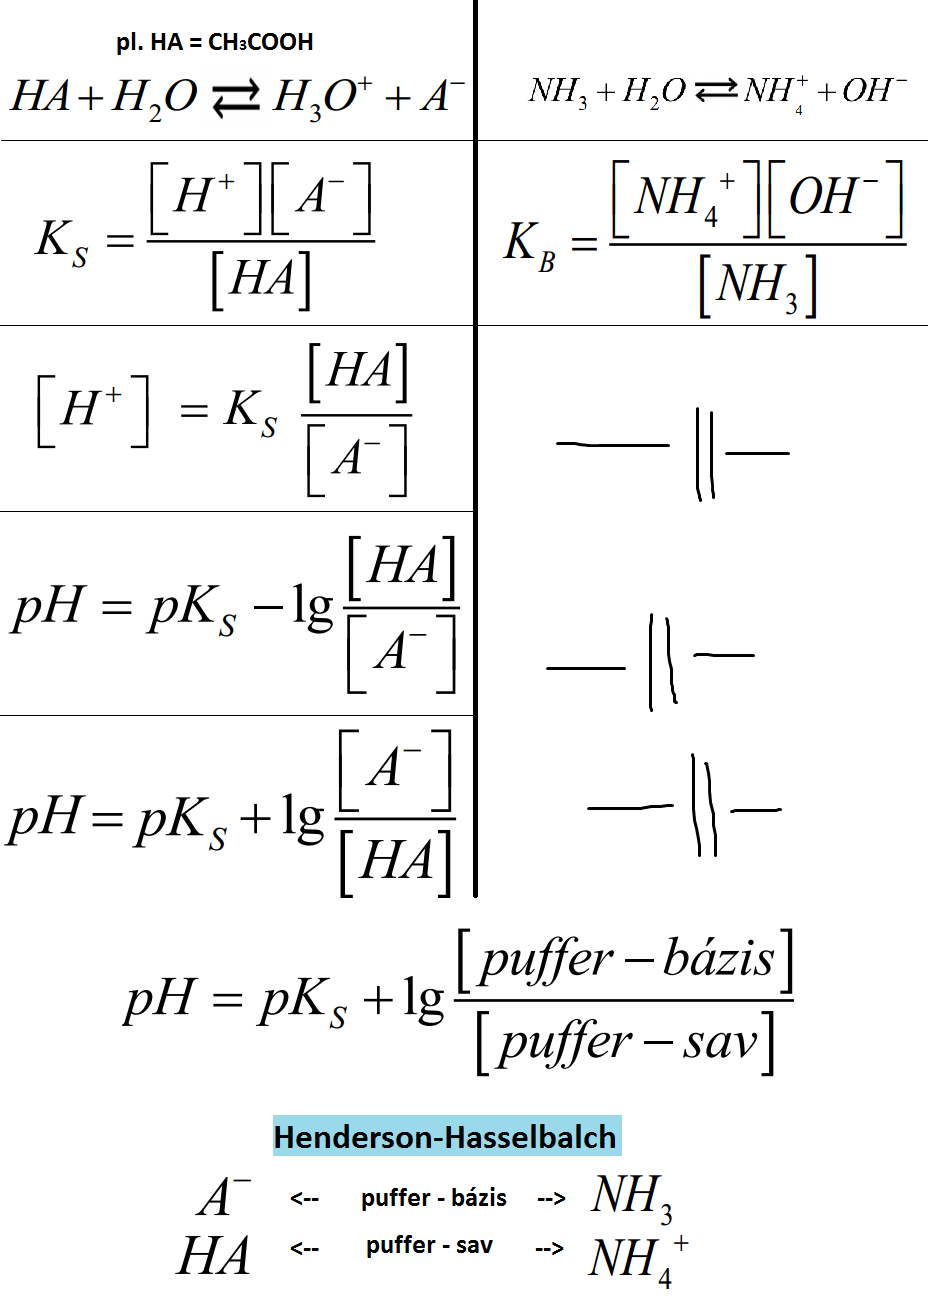 pl. HA = CH₃COOH
HA + H₂O ⇄ H₃O⁺ + A⁻
NH₃ + H₂O ⇄ NH₄⁺ + OH⁻
K_S = [H⁺][A⁻] / [HA]
K_B = [NH₄⁺][OH⁻] / [NH₃]
[H⁺] = K_S [HA] / [A⁻]
pH = pK_S − lg [HA] / [A⁻]
pH = pK_S + lg [A⁻] / [HA]
pH = pK_S + lg [puffer − bázis] / [puffer − sav]
Henderson-Hasselbalch
A⁻ <-- puffer - bázis --> NH₃
HA <-- puffer - sav --> NH₄⁺